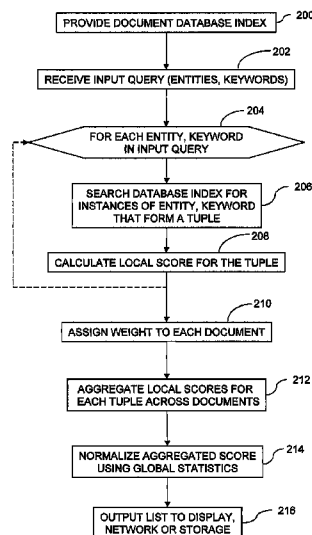 PROVIDE DOCUMENT DATABASE INDEX
200
202
RECEIVE INPUT QUERY (ENTITIES, KEYWORDS)
204
FOR EACH ENTITY, KEYWORD
IN INPUT QUERY
206
SEARCH DATABASE INDEX FOR
INSTANCES OF ENTITY, KEYWORD
THAT FORM A TUPLE
208
CALCULATE LOCAL SCORE FOR THE TUPLE
210
ASSIGN WEIGHT TO EACH DOCUMENT
212
AGGREGATE LOCAL SCORES FOR
EACH TUPLE ACROSS DOCUMENTS
214
NORMALIZE AGGREGATED SCORE
USING GLOBAL STATISTICS
216
OUTPUT LIST TO DISPLAY,
NETWORK OR STORAGE